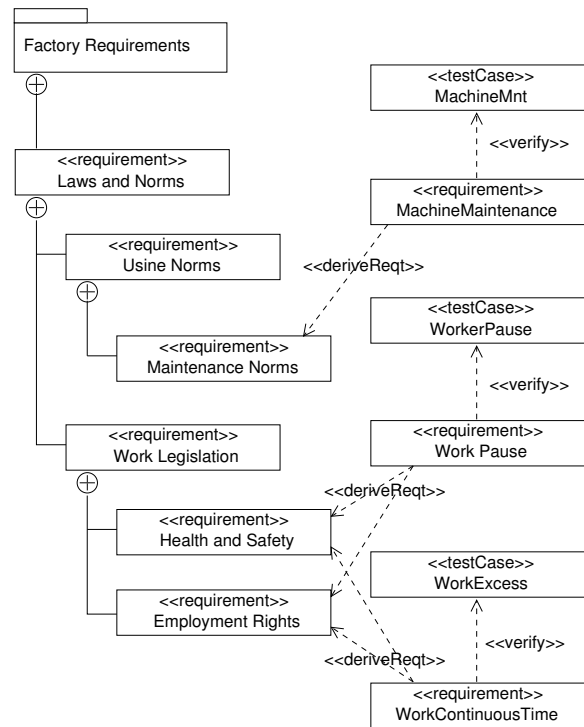 Factory Requirements
<<testCase>>
MachineMnt
<<verify>>
<<requirement>>
Laws and Norms
<<requirement>>
MachineMaintenance
<<requirement>>
Usine Norms
<<deriveReqt>>
<<testCase>>
WorkerPause
<<requirement>>
Maintenance Norms
<<verify>>
<<requirement>>
Work Legislation
<<requirement>>
Work Pause
<<deriveReqt>>
<<requirement>>
Health and Safety
<<testCase>>
WorkExcess
<<requirement>>
Employment Rights
<<verify>>
<<deriveReqt>>
<<requirement>>
WorkContinuousTime